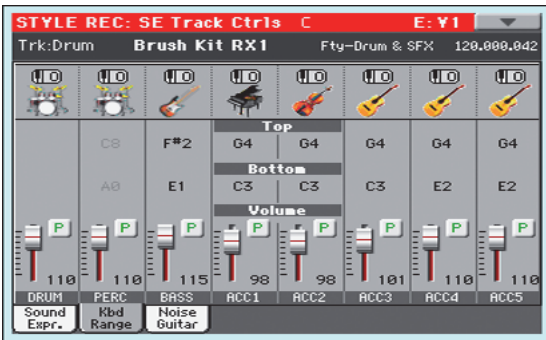 STYLE REC: SE Track Ctrls C E: V1
Trk:Drum Brush Kit RX1 Fty-Drum & SFX 120.000.042
Top
C8 F#2 G4 G4 G4 G4 G4
Bottom
A0 E1 C3 C3 C3 E2 E2
Volume
P P P P P P P P
110 110 115 98 98 101 110 110
DRUM PERC BASS ACC1 ACC2 ACC3 ACC4 ACC5
Sound Kbd Noise
Expr. Range Guitar